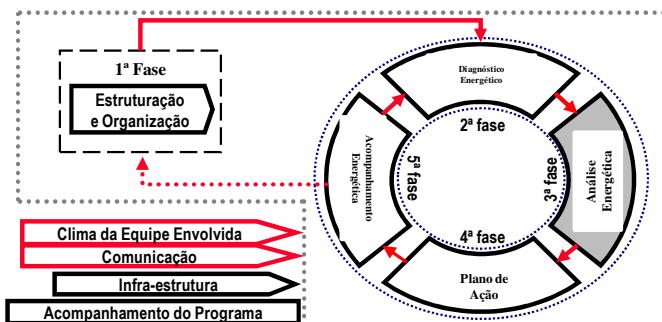 1ª Fase
Estruturação
e Organização
Diagnóstico
Energético
2ª fase
Análise
Energética
3ª fase
4ª fase
Plano de
Ação
5ª fase
Acompanhamento
Energética
Clima da Equipe Envolvida
Comunicação
Infra-estrutura
Acompanhamento do Programa